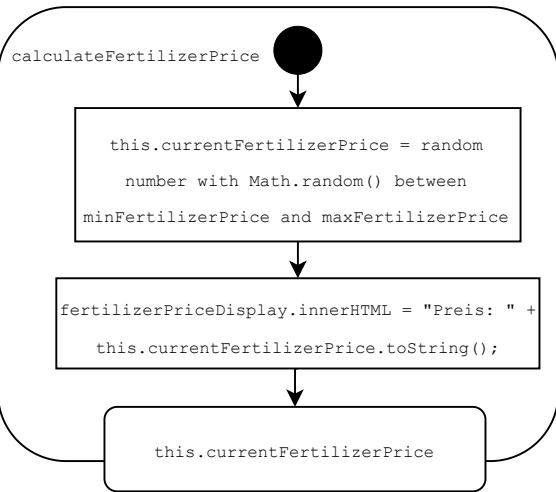 calculateFertilizerPrice
this.currentFertilizerPrice = random
number with Math.random() between
minFertilizerPrice and maxFertilizerPrice
fertilizerPriceDisplay.innerHTML = "Preis: " +
this.currentFertilizerPrice.toString();
this.currentFertilizerPrice